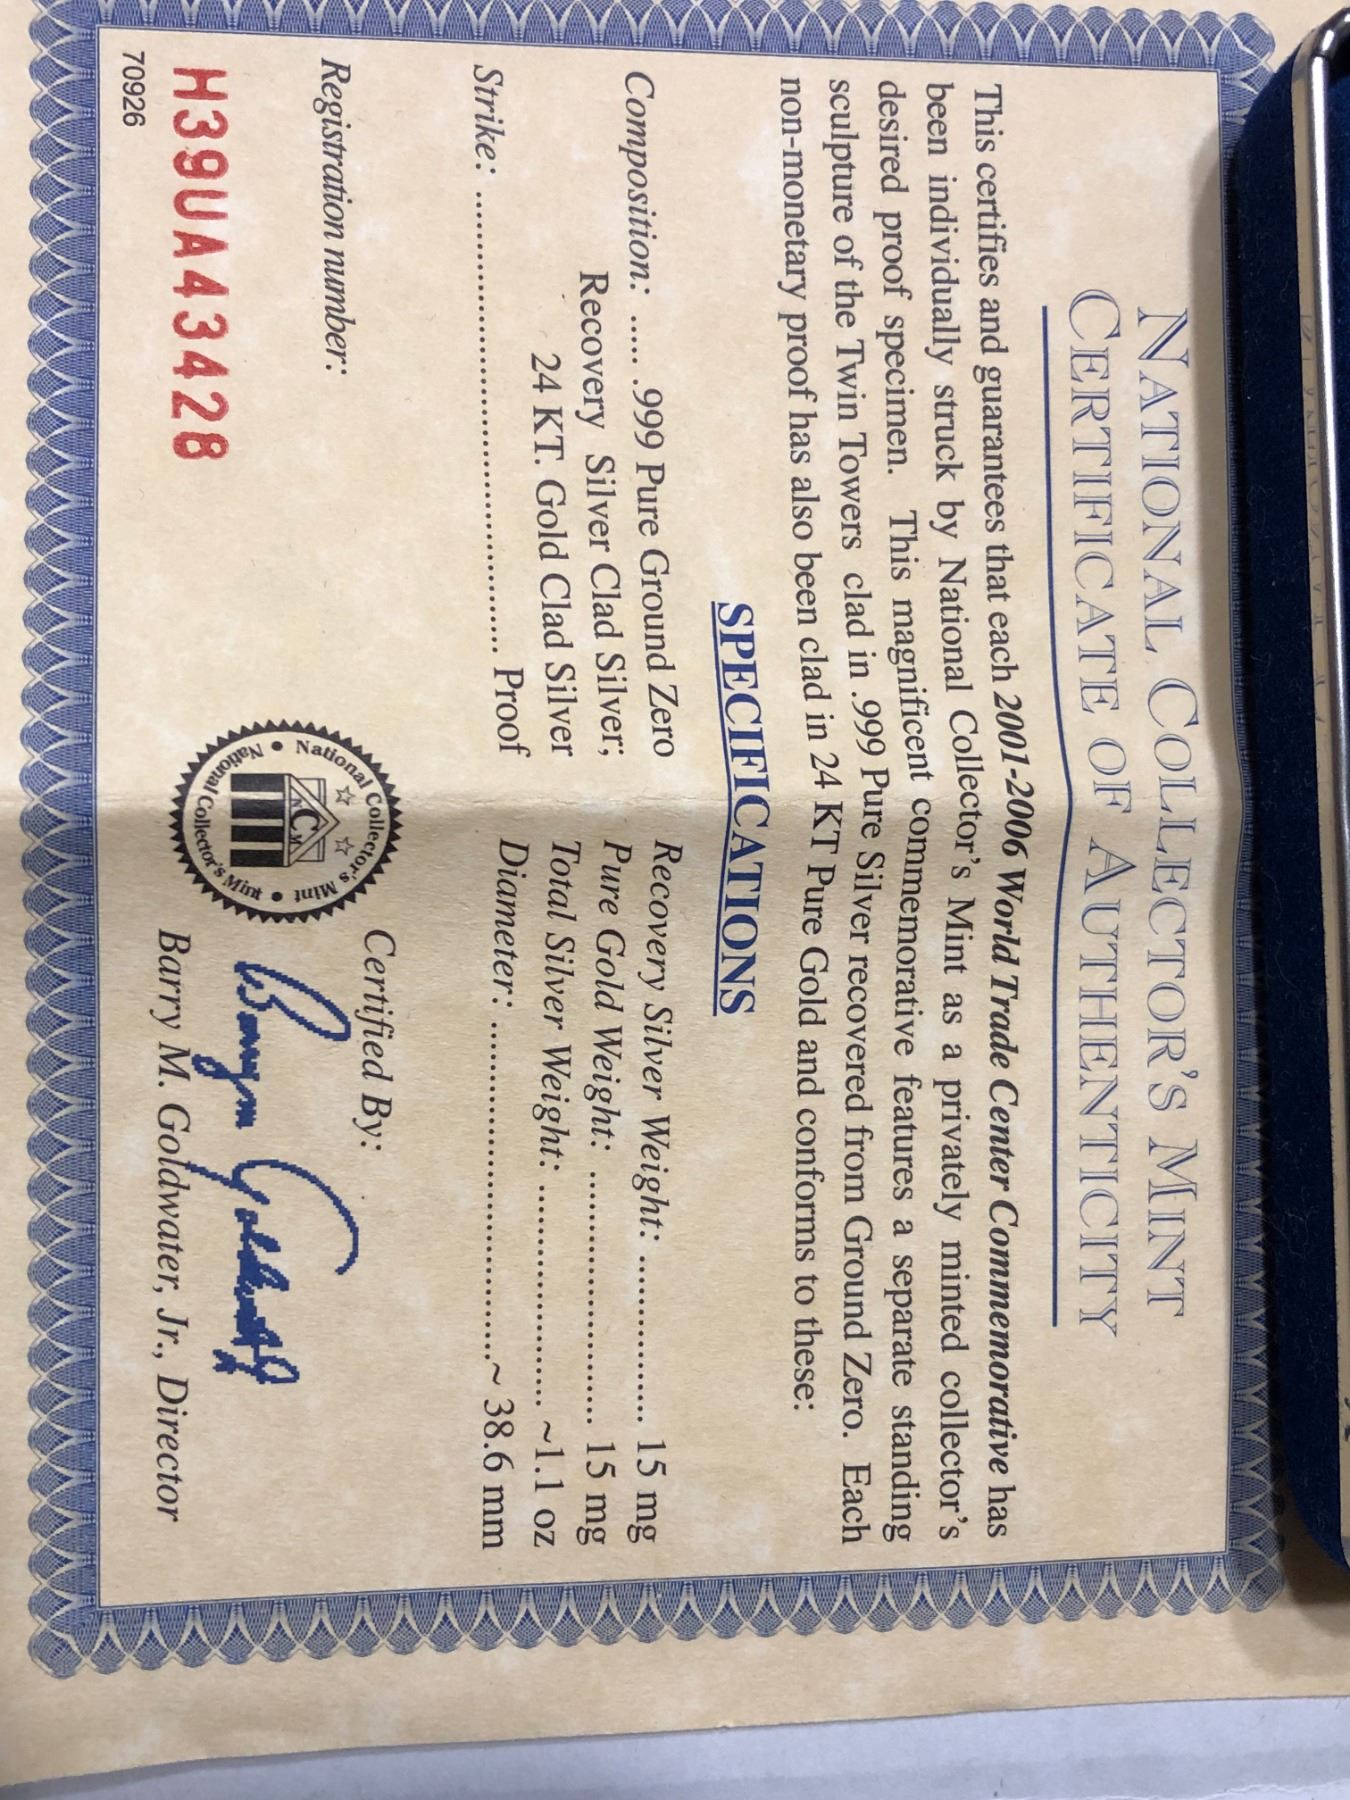 NATIONAL COLLECTOR'S MINT
CERTIFICATE OF AUTHENTICITY
This certifies and guarantees that each 2001-2006 World Trade Center Commemorative has
been individually struck by National Collector's Mint as a privately minted collector's
desired proof specimen. This magnificent commemorative features a separate standing
sculpture of the Twin Towers clad in .999 Pure Silver recovered from Ground Zero. Each
non-monetary proof has also been clad in 24 KT Pure Gold and conforms to these:
SPECIFICATIONS
Composition: ..... .999 Pure Ground Zero
Recovery Silver Clad Silver;
24 KT. Gold Clad Silver
Strike: ............................................. Proof
Recovery Silver Weight: ................ 15 mg
Pure Gold Weight: ........................ 15 mg
Total Silver Weight: ..................... ~1.1 oz
Diameter: .................................~ 38.6 mm
Registration number:
H39UA43428
70926
National Collector's Mint • National Collector's Mint •
NCM
Certified By:
Barry M. Goldwater, Jr., Director